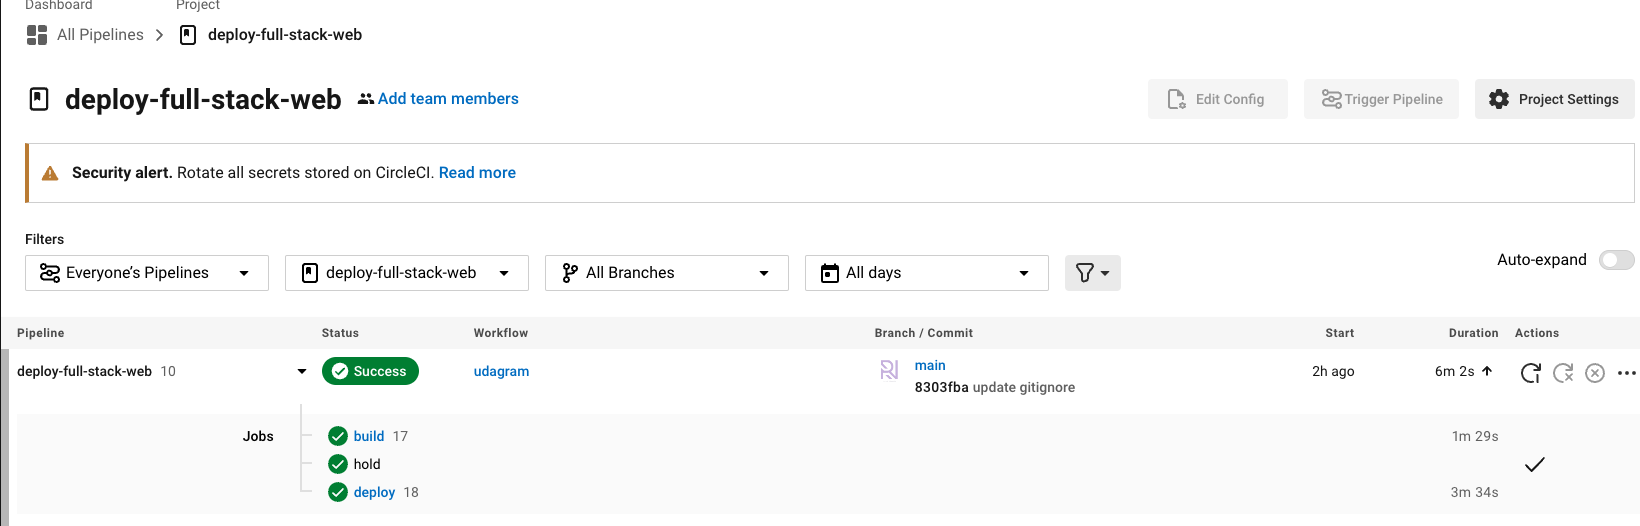 Dashboard Project
All Pipelines deploy-full-stack-web
deploy-full-stack-web Add team members Edit Config Trigger Pipeline Project Settings
Security alert. Rotate all secrets stored on CircleCI. Read more
Filters
Everyone's Pipelines deploy-full-stack-web All Branches All days Auto-expand
Pipeline Status Workflow Branch / Commit Start Duration Actions
deploy-full-stack-web 10 Success udagram main 2h ago 6m 2s
8303fba update gitignore
Jobs build 17 1m 29s
hold
deploy 18 3m 34s